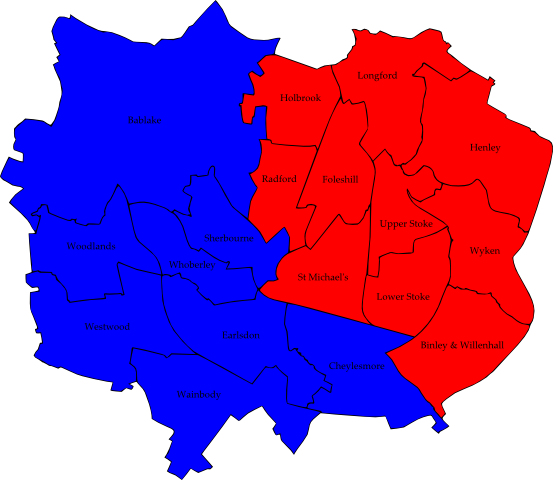 Longford
Holbrook
Bablake
Henley
Radford
Foleshill
Upper Stoke
Sherbourne
Woodlands
Wyken
Whoberley
St Michael's
Lower Stoke
Westwood
Earlsdon
Binley & Willenhall
Cheylesmore
Wainbody